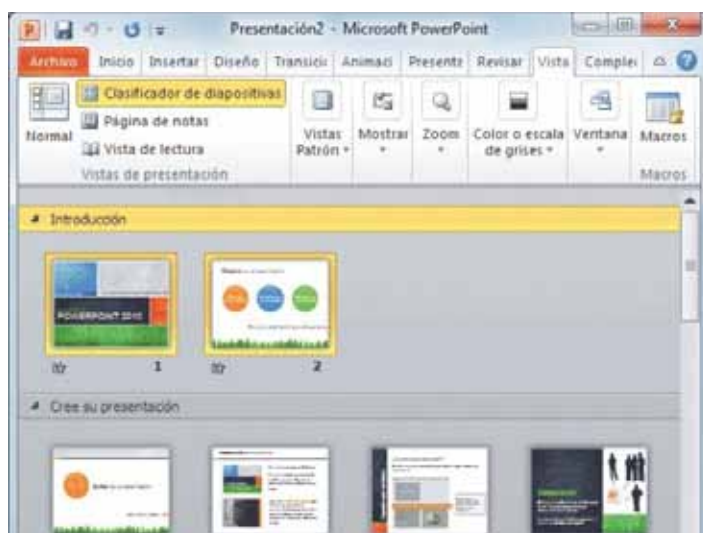 Presentación2 - Microsoft PowerPoint
Archivo Inicio Insertar Diseño Transicii Animaci Presenta Revisar Vista Compler
Normal
Clasificador de diapositivas
Página de notas
Vista de lectura
Vistas de presentación
Vistas Patrón
Mostrar
Zoom
Color o escala de grises
Ventana
Macros
Macros
Introducción
POWERPOINT 2010
1
2
Cree su presentación